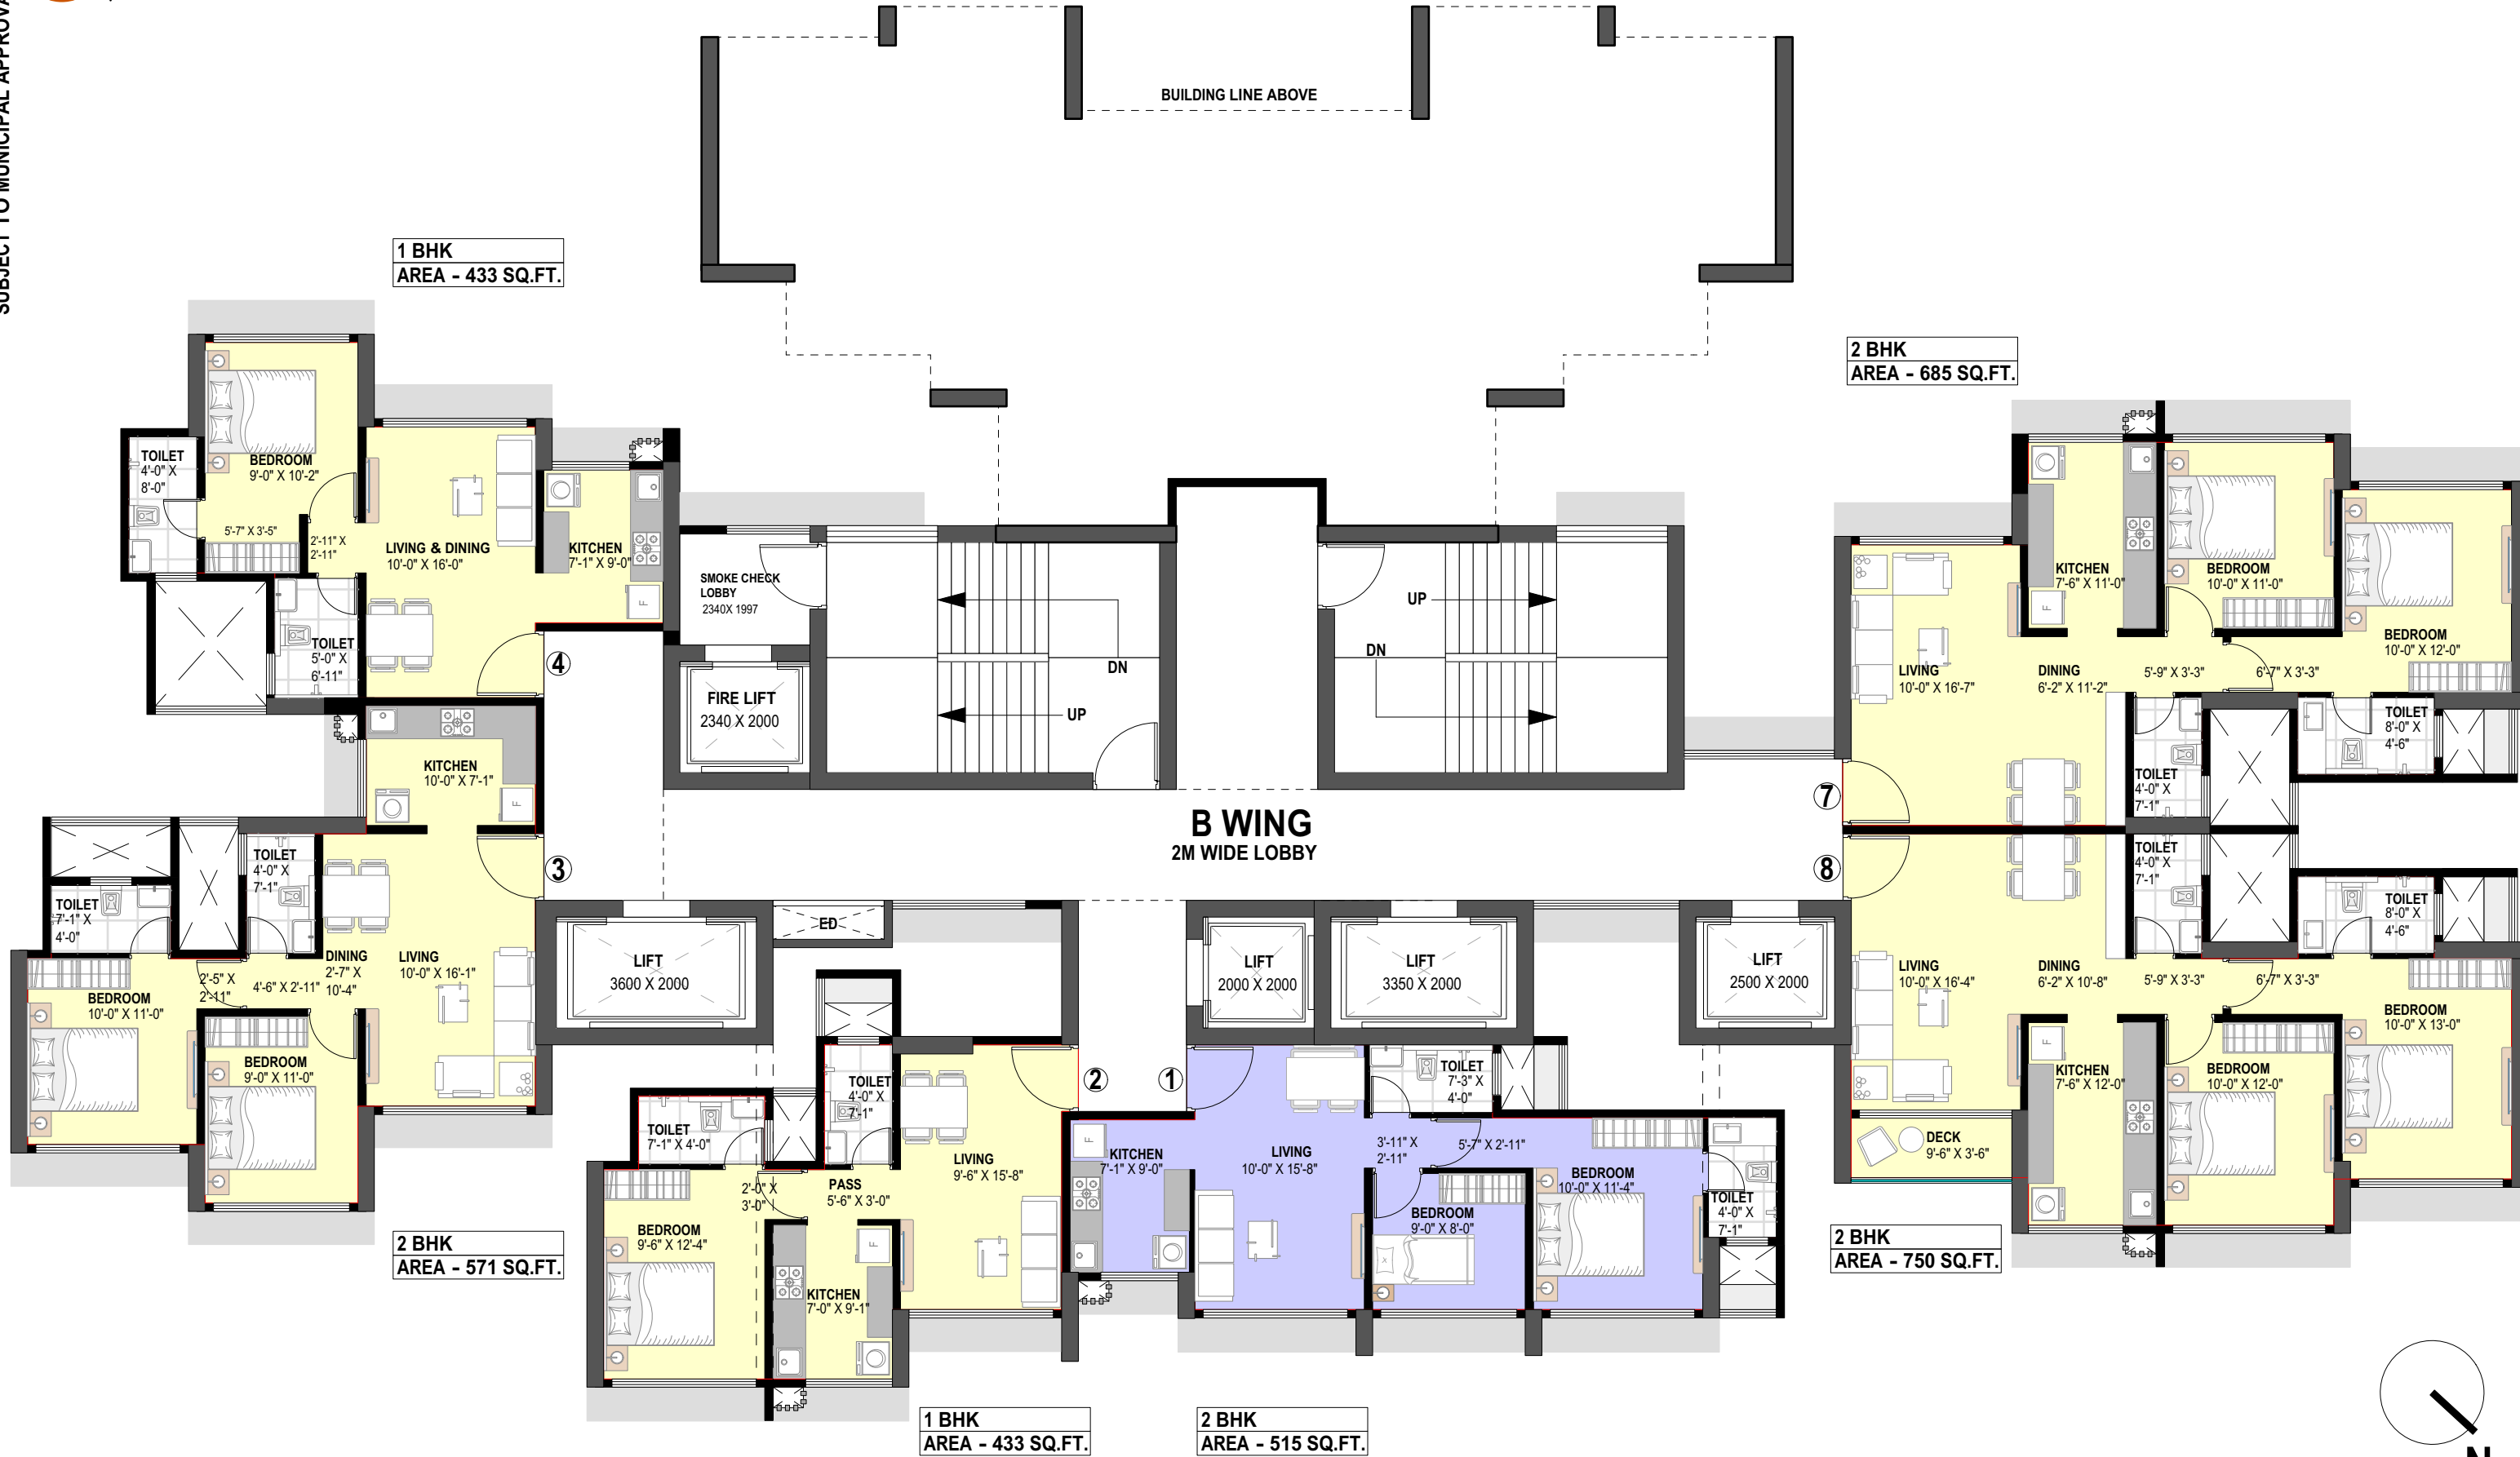 SUBJECT TO MUNICIPAL APPROVA
BUILDING LINE ABOVE
1 BHK
AREA - 433 SQ.FT.
TOILET
4'-0" X
8'-0"
BEDROOM
9'-0" X 10'-2"
5'-7" X 3'-5"
2'-11" X
2'-11"
LIVING & DINING
10'-0" X 16'-0"
KITCHEN
7'-1" X 9'-0"
F
TOILET
5'-0" X
6'-11"
4
SMOKE CHECK
LOBBY
2340X 1997
FIRE LIFT
2340 X 2000
DN
UP
UP
DN
2 BHK
AREA - 685 SQ.FT.
KITCHEN
7'-6" X 11'-0"
F
BEDROOM
10'-0" X 11'-0"
BEDROOM
10'-0" X 12'-0"
LIVING
10'-0" X 16'-7"
DINING
6'-2" X 11'-2"
5'-9" X 3'-3"
6'-7" X 3'-3"
TOILET
8'-0" X
4'-6"
TOILET
4'-0" X
7'-1"
7
B WING
2M WIDE LOBBY
8
TOILET
4'-0" X
7'-1"
TOILET
8'-0" X
4'-6"
LIVING
10'-0" X 16'-4"
DINING
6'-2" X 10'-8"
5'-9" X 3'-3"
6'-7" X 3'-3"
BEDROOM
10'-0" X 13'-0"
F
KITCHEN
7'-6" X 12'-0"
BEDROOM
10'-0" X 12'-0"
DECK
9'-6" X 3'-6"
2 BHK
AREA - 750 SQ.FT.
KITCHEN
10'-0" X 7'-1"
F
3
TOILET
4'-0" X
7'-1"
TOILET
7'-1" X
4'-0"
DINING
2'-7" X
10'-4"
LIVING
10'-0" X 16'-1"
2'-5" X
2'-11"
4'-6" X 2'-11"
BEDROOM
10'-0" X 11'-0"
BEDROOM
9'-0" X 11'-0"
2 BHK
AREA - 571 SQ.FT.
LIFT
3600 X 2000
ED
LIFT
2000 X 2000
LIFT
3350 X 2000
LIFT
2500 X 2000
TOILET
4'-0" X
7'-1"
2
TOILET
7'-1" X 4'-0"
LIVING
9'-6" X 15'-8"
PASS
5'-6" X 3'-0"
2'-0" X
3'-0"
BEDROOM
9'-6" X 12'-4"
F
KITCHEN
7'-0" X 9'-1"
1 BHK
AREA - 433 SQ.FT.
1
F
KITCHEN
7'-1" X 9'-0"
LIVING
10'-0" X 15'-8"
TOILET
7'-3" X
4'-0"
3'-11" X
2'-11"
5'-7" X 2'-11"
BEDROOM
9'-0" X 8'-0"
BEDROOM
10'-0" X 11'-4"
TOILET
4'-0" X
7'-1"
2 BHK
AREA - 515 SQ.FT.
N